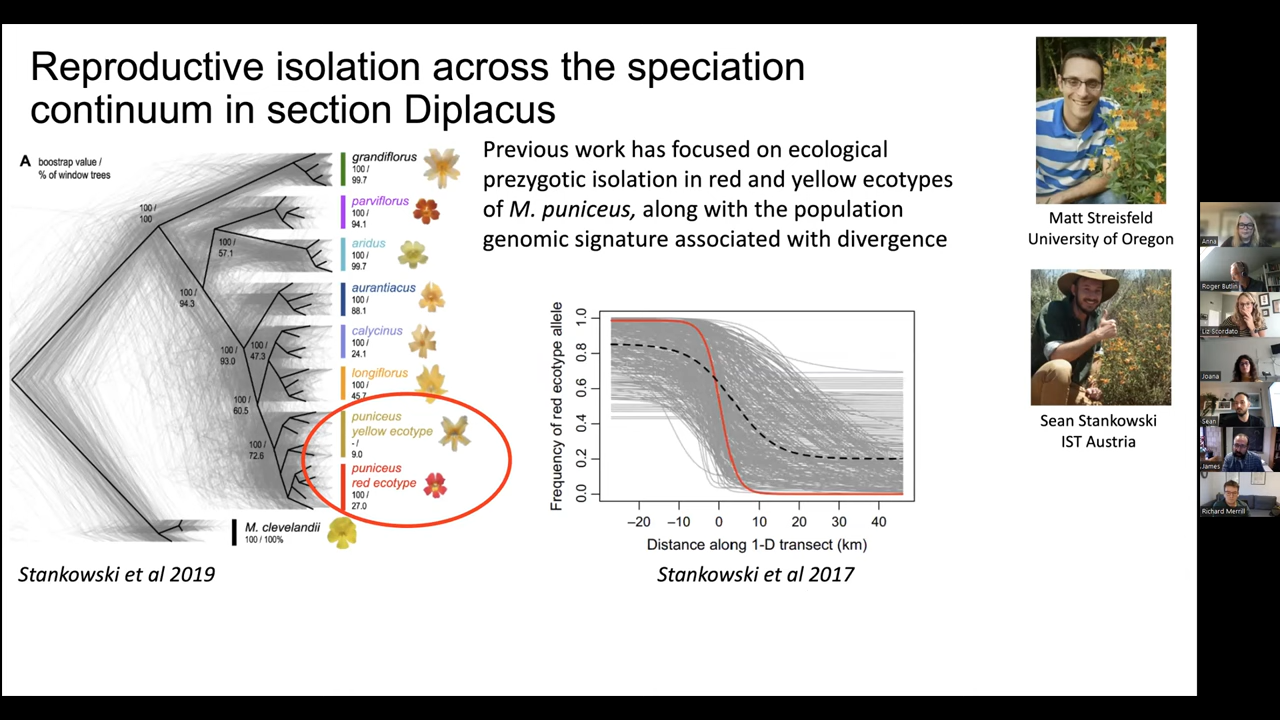 Reproductive isolation across the speciation
continuum in section Diplacus
A boostrap value /
% of window trees
grandiflorus
100 /
99.7
parviflorus
100 /
94.1
aridus
100 /
99.7
aurantiacus
100 /
88.1
calycinus
100 /
24.1
longiflorus
100 /
45.7
puniceus
yellow ecotype
- /
9.0
puniceus
red ecotype
100 /
27.0
M. clevelandii
100 / 100%
100 /
100
100 /
57.1
100 /
94.3
100 /
93.0
100 /
47.3
100 /
60.5
100 /
72.6
Stankowski et al 2019
Previous work has focused on ecological
prezygotic isolation in red and yellow ecotypes
of M. puniceus, along with the population
genomic signature associated with divergence
Frequency of red ecotype allele
1.0
0.8
0.6
0.4
0.2
0.0
−20 −10 0 10 20 30 40
Distance along 1-D transect (km)
Stankowski et al 2017
Matt Streisfeld
University of Oregon
Sean Stankowski
IST Austria
Anna
Roger Butlin
Liz Scordato
Joana
Sean
James
Richard Merrill